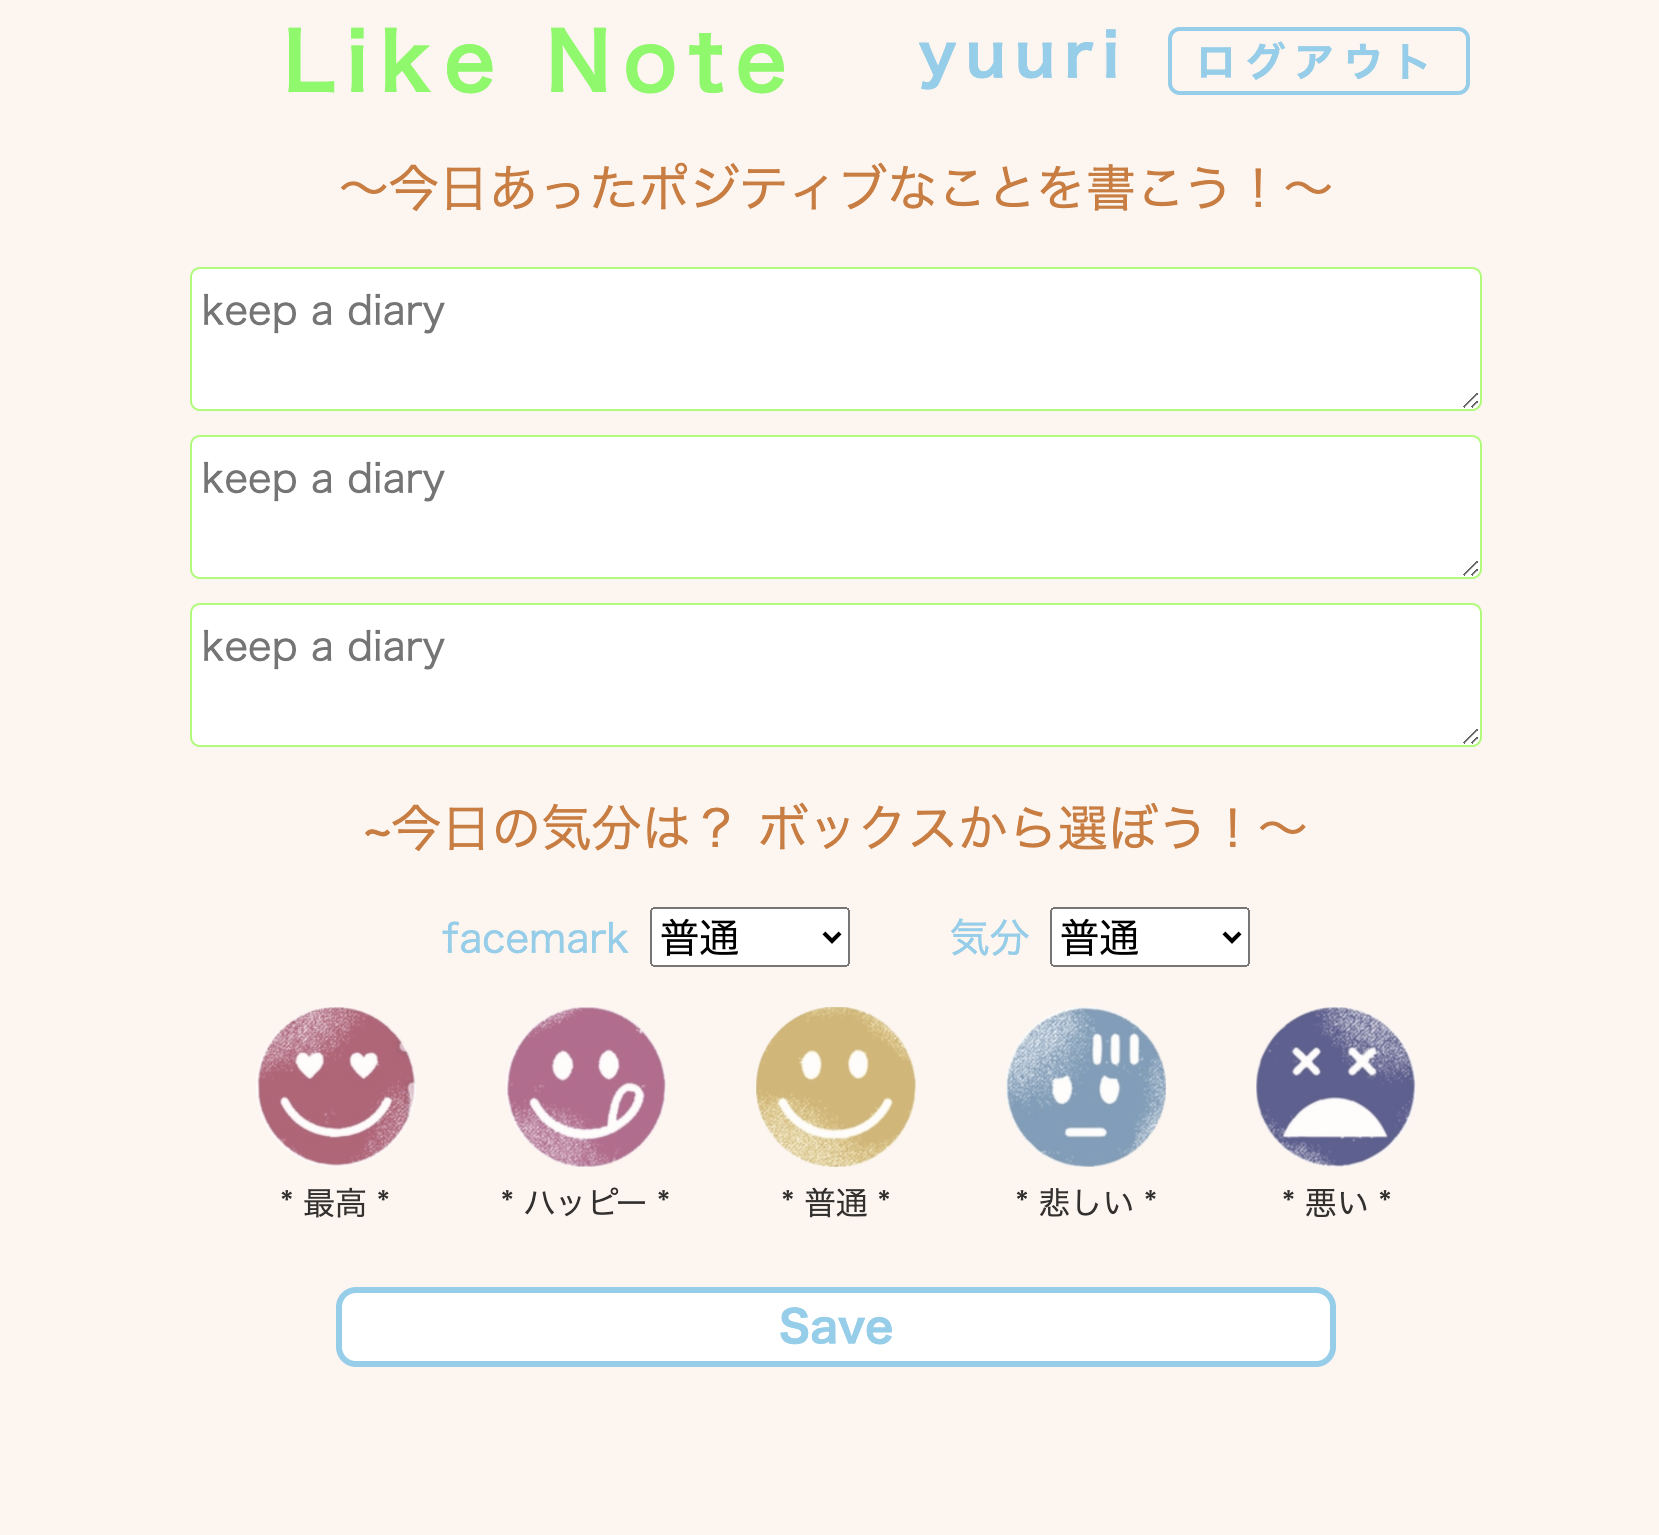 Like Note yuuri ログアウト
〜今日あったポジティブなことを書こう！〜
keep a diary
keep a diary
keep a diary
~今日の気分は？ ボックスから選ぼう！〜
facemark 普通 気分 普通
* 最高 * * ハッピー * * 普通 * * 悲しい * * 悪い *
Save